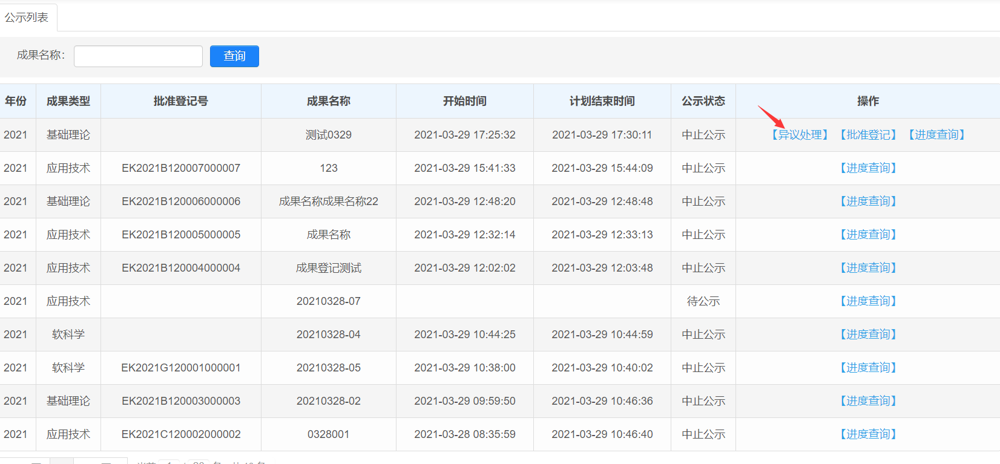 公示列表
成果名称： 查询
年份 成果类型 批准登记号 成果名称 开始时间 计划结束时间 公示状态 操作
2021 基础理论 测试0329 2021-03-29 17:25:32 2021-03-29 17:30:11 中止公示 【异议处理】 【批准登记】 【进度查询】
2021 应用技术 EK2021B120007000007 123 2021-03-29 15:41:33 2021-03-29 15:44:09 中止公示 【进度查询】
2021 基础理论 EK2021B120006000006 成果名称成果名称22 2021-03-29 12:48:20 2021-03-29 12:48:48 中止公示 【进度查询】
2021 应用技术 EK2021B120005000005 成果名称 2021-03-29 12:32:14 2021-03-29 12:33:13 中止公示 【进度查询】
2021 应用技术 EK2021B120004000004 成果登记测试 2021-03-29 12:02:02 2021-03-29 12:03:48 中止公示 【进度查询】
2021 应用技术 20210328-07 待公示 【进度查询】
2021 软科学 20210328-04 2021-03-29 10:44:25 2021-03-29 10:44:59 中止公示 【进度查询】
2021 软科学 EK2021G120001000001 20210328-05 2021-03-29 10:38:00 2021-03-29 10:40:02 中止公示 【进度查询】
2021 基础理论 EK2021B120003000003 20210328-02 2021-03-29 09:59:50 2021-03-29 10:46:36 中止公示 【进度查询】
2021 应用技术 EK2021C120002000002 0328001 2021-03-28 08:35:59 2021-03-29 10:46:40 中止公示 【进度查询】